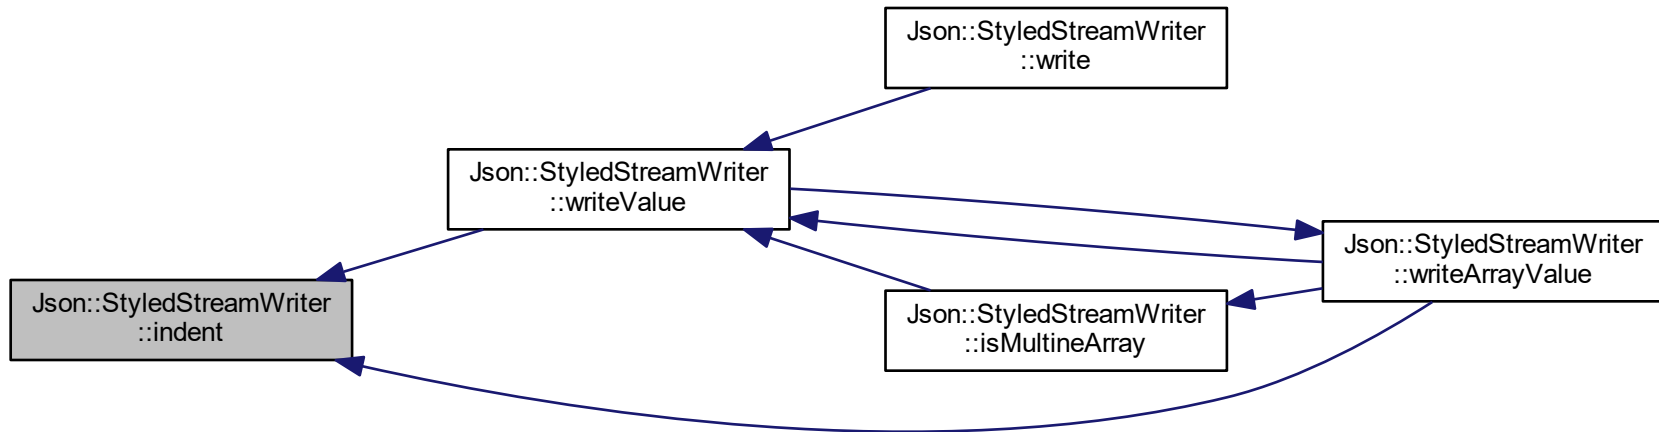 Json::StyledStreamWriter
::write
Json::StyledStreamWriter
::writeValue
Json::StyledStreamWriter
::writeArrayValue
Json::StyledStreamWriter
::indent
Json::StyledStreamWriter
::isMultineArray